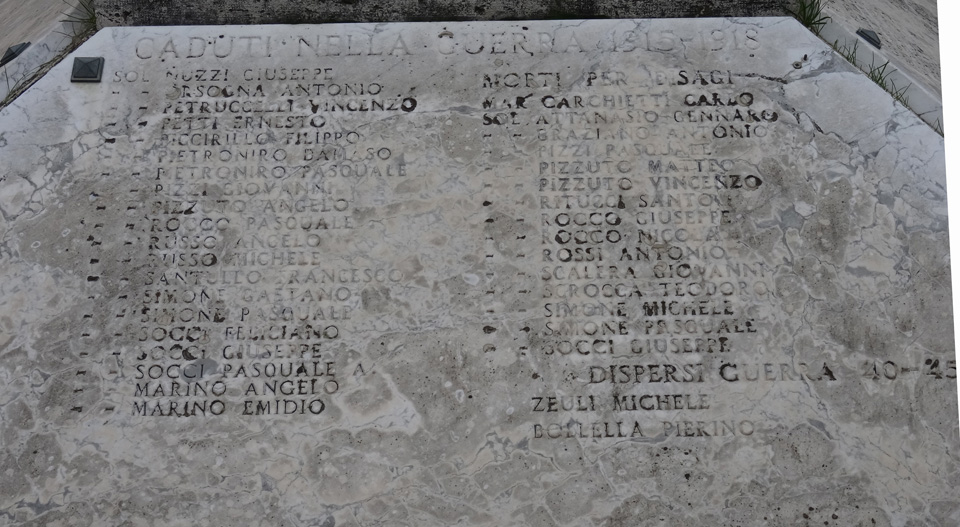 CADUTI NELLA GUERRA 1915-1918
SOL NUZZI GIUSEPPE
- - ORSOGNA ANTONIO
- - PETRUCCELLI VINCENZO
- - PETTI ERNESTO
- - PICCIRILLO FILIPPO
- - PIETRONIRO DAMASO
- - PIETRONIRO PASQUALE
- - PIZZI GIOVANNI
- - PIZZUTO ANGELO
- - ROCCO PASQUALE
- - RUSSO ANGELO
- - RUSSO MICHELE
- - SANTULLO FRANCESCO
- - SIMONE GAETANO
- - SIMONE PASQUALE
- - SOCCI FELICIANO
- - SOCCI GIUSEPPE
- - SOCCI PASQUALE A
- - MARINO ANGELO
- - MARINO EMIDIO
MORTI PER DISAGI
MAR CARCHIETTI CARLO
SOL ATTANASIO GENNARO
- - GRAZIANO ANTONIO
- - PIZZI PASQUALE
- - PIZZUTO MATTEO
- - PIZZUTO VINCENZO
- - RITUCCI SANTOLE
- - ROCCO GIUSEPPE
- - ROCCO NICOLA
- - ROSSI ANTONIO
- - SCALERA GIOVANNI
- - SCROCCA TEODORO
- - SIMONE MICHELE
- - SIMONE PASQUALE
- - SOCCI GIUSEPPE
DISPERSI GUERRA 40-45
ZEULI MICHELE
BOLLELLA PIERINO